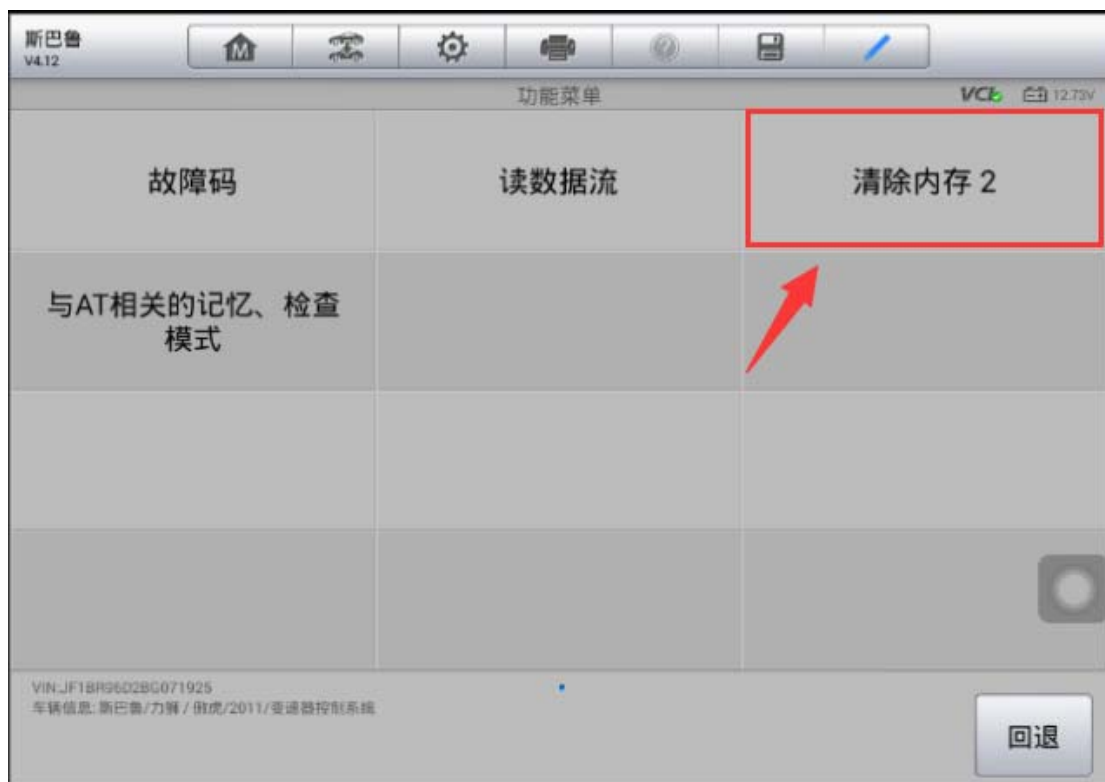 斯巴鲁
V4.12
M
功能菜单
VCI 12.73V
故障码
读数据流
清除内存 2
与AT相关的记忆、检查
模式
VIN:JF1BR96D2BG071925
车辆信息: 斯巴鲁/力狮 / 傲虎/2011/变速器控制系统
回退